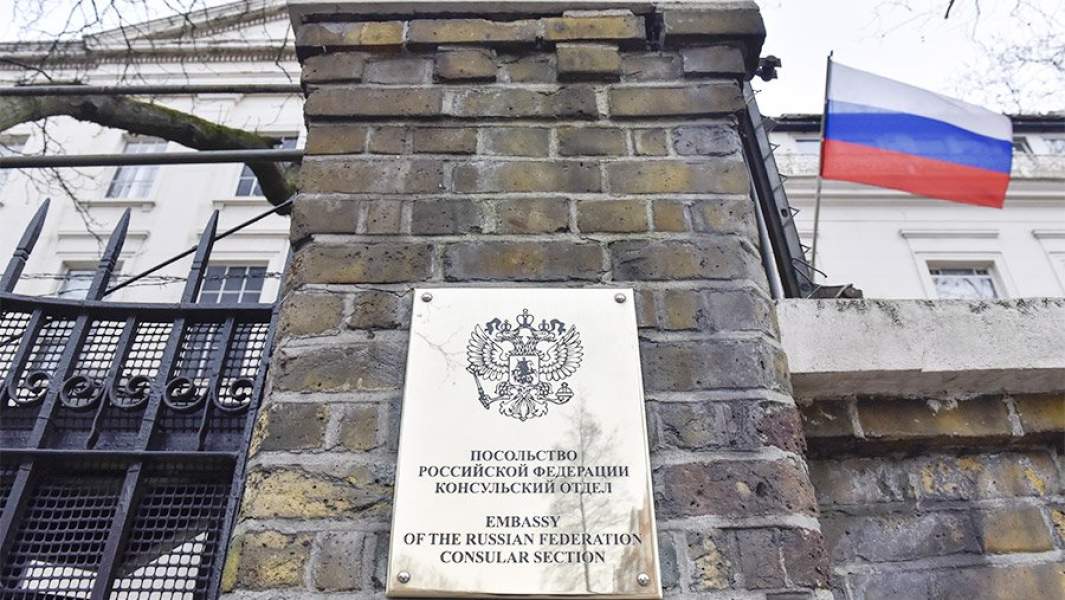 ПОСОЛЬСТВО
РОССИЙСКОЙ ФЕДЕРАЦИИ
КОНСУЛЬСКИЙ ОТДЕЛ
EMBASSY
OF THE RUSSIAN FEDERATION
CONSULAR SECTION